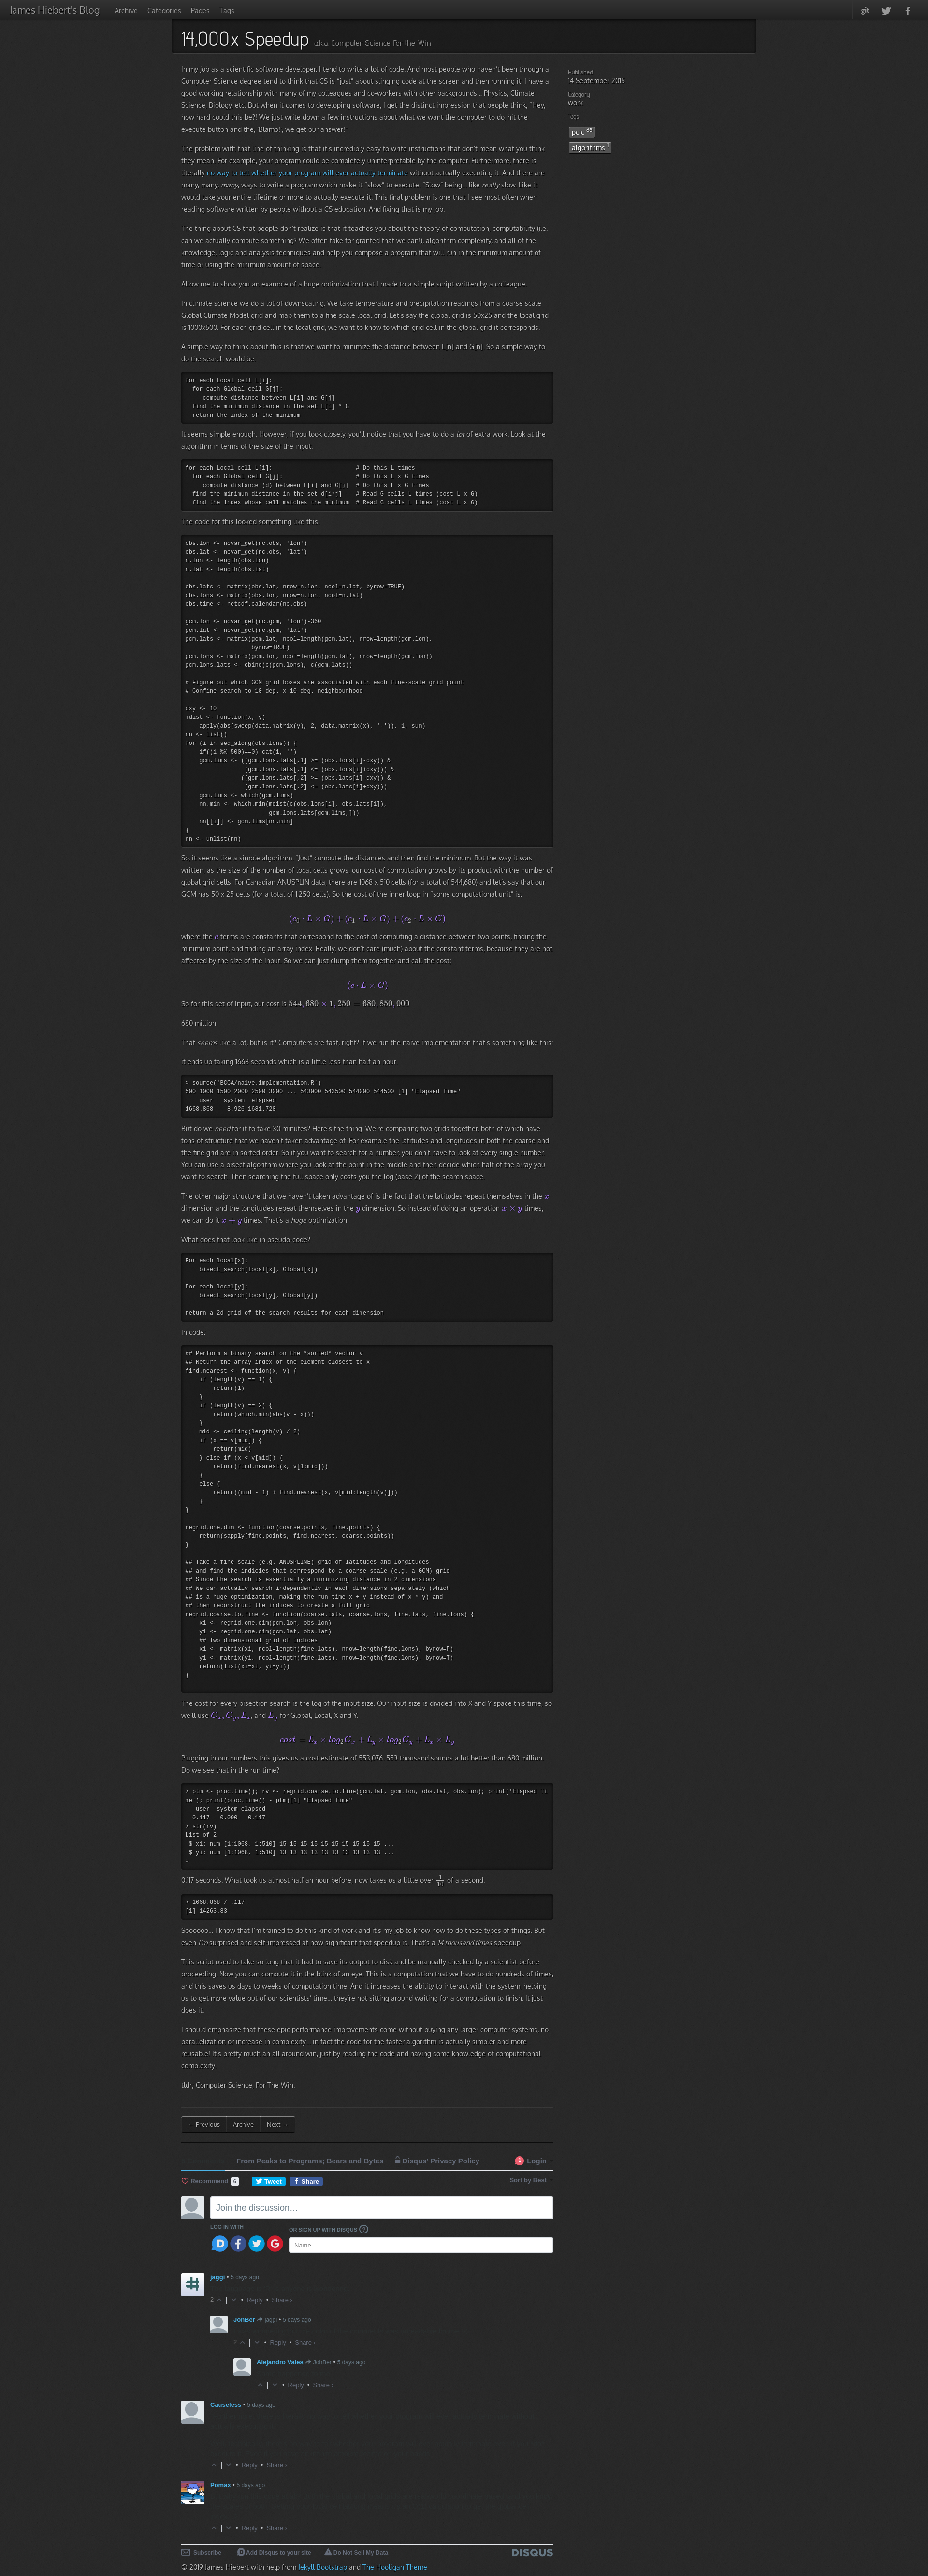 James Hiebert's Blog Archive Categories Pages Tags
14,000x Speedup a.k.a. Computer Science For the Win
In my job as a scientific software developer, I tend to write a lot of code. And most people who haven't been through a
Computer Science degree tend to think that CS is "just" about slinging code at the screen and then running it. I have a
good working relationship with many of my colleagues and co-workers with other backgrounds... Physics, Climate
Science, Biology, etc. But when it comes to developing software, I get the distinct impression that people think, "Hey,
how hard could this be?! We just write down a few instructions about what we want the computer to do, hit the
execute button and the, 'Blamo!', we get our answer!"
The problem with that line of thinking is that it's incredibly easy to write instructions that don't mean what you think
they mean. For example, your program could be completely uninterpretable by the computer. Furthermore, there is
literally no way to tell whether your program will ever actually terminate without actually executing it. And there are
many, many, many, ways to write a program which make it "slow" to execute. "Slow" being... like really slow. Like it
would take your entire lifetime or more to actually execute it. This final problem is one that I see most often when
reading software written by people without a CS education. And fixing that is my job.
The thing about CS that people don't realize is that it teaches you about the theory of computation, computability (i.e.
can we actually compute something? We often take for granted that we can!), algorithm complexity, and all of the
knowledge, logic and analysis techniques and help you compose a program that will run in the minimum amount of
time or using the minimum amount of space.
Allow me to show you an example of a huge optimization that I made to a simple script written by a colleague.
In climate science we do a lot of downscaling. We take temperature and precipitation readings from a coarse scale
Global Climate Model grid and map them to a fine scale local grid. Let's say the global grid is 50x25 and the local grid
is 1000x500. For each grid cell in the local grid, we want to know to which grid cell in the global grid it corresponds.
A simple way to think about this is that we want to minimize the distance between L[n] and G[n]. So a simple way to
do the search would be:
for each Local cell L[i]:
for each Global cell G[j]:
compute distance between L[i] and G[j]
find the minimum distance in the set L[i] * G
return the index of the minimum
It seems simple enough. However, if you look closely, you'll notice that you have to do a lot of extra work. Look at the
algorithm in terms of the size of the input.
for each Local cell L[i]: # Do this L times
for each Global cell G[j]: # Do this L x G times
compute distance (d) between L[i] and G[j] # Do this L x G times
find the minimum distance in the set d[i*j] # Read G cells L times (cost L x G)
find the index whose cell matches the minimum # Read G cells L times (cost L x G)
The code for this looked something like this:
obs.lon <- ncvar_get(nc.obs, 'lon')
obs.lat <- ncvar_get(nc.obs, 'lat')
n.lon <- length(obs.lon)
n.lat <- length(obs.lat)
obs.lats <- matrix(obs.lat, nrow=n.lon, ncol=n.lat, byrow=TRUE)
obs.lons <- matrix(obs.lon, nrow=n.lon, ncol=n.lat)
obs.time <- netcdf.calendar(nc.obs)
gcm.lon <- ncvar_get(nc.gcm, 'lon')-360
gcm.lat <- ncvar_get(nc.gcm, 'lat')
gcm.lats <- matrix(gcm.lat, ncol=length(gcm.lat), nrow=length(gcm.lon),
byrow=TRUE)
gcm.lons <- matrix(gcm.lon, ncol=length(gcm.lat), nrow=length(gcm.lon))
gcm.lons.lats <- cbind(c(gcm.lons), c(gcm.lats))
# Figure out which GCM grid boxes are associated with each fine-scale grid point
# Confine search to 10 deg. x 10 deg. neighbourhood
dxy <- 10
mdist <- function(x, y)
apply(abs(sweep(data.matrix(y), 2, data.matrix(x), '-')), 1, sum)
nn <- list()
for (i in seq_along(obs.lons)) {
if((i %% 500)==0) cat(i, '')
gcm.lims <- ((gcm.lons.lats[,1] >= (obs.lons[i]-dxy)) &
(gcm.lons.lats[,1] <= (obs.lons[i]+dxy))) &
((gcm.lons.lats[,2] >= (obs.lats[i]-dxy)) &
(gcm.lons.lats[,2] <= (obs.lats[i]+dxy)))
gcm.lims <- which(gcm.lims)
nn.min <- which.min(mdist(c(obs.lons[i], obs.lats[i]),
gcm.lons.lats[gcm.lims,]))
nn[[i]] <- gcm.lims[nn.min]
}
nn <- unlist(nn)
So, it seems like a simple algorithm. "Just" compute the distances and then find the minimum. But the way it was
written, as the size of the number of local cells grows, our cost of computation grows by its product with the number of
global grid cells. For Canadian ANUSPLIN data, there are 1068 x 510 cells (for a total of 544,680) and let's say that our
GCM has 50 x 25 cells (for a total of 1,250 cells). So the cost of the inner loop in "some computational unit" is:
(c₀ · L × G) + (c₁ · L × G) + (c₂ · L × G)
where the c terms are constants that correspond to the cost of computing a distance between two points, finding the
minimum point, and finding an array index. Really, we don't care (much) about the constant terms, because they are not
affected by the size of the input. So we can just clump them together and call the cost;
(c · L × G)
So for this set of input, our cost is 544, 680 × 1, 250 = 680, 850, 000
680 million.
That seems like a lot, but is it? Computers are fast, right? If we run the naive implementation that's something like this:
it ends up taking 1668 seconds which is a little less than half an hour.
> source('BCCA/naive.implementation.R')
500 1000 1500 2000 2500 3000 ... 543000 543500 544000 544500 [1] "Elapsed Time"
user system elapsed
1668.868 8.926 1681.728
But do we need for it to take 30 minutes? Here's the thing. We're comparing two grids together, both of which have
tons of structure that we haven't taken advantage of. For example the latitudes and longitudes in both the coarse and
the fine grid are in sorted order. So if you want to search for a number, you don't have to look at every single number.
You can use a bisect algorithm where you look at the point in the middle and then decide which half of the array you
want to search. Then searching the full space only costs you the log (base 2) of the search space.
The other major structure that we haven't taken advantage of is the fact that the latitudes repeat themselves in the x
dimension and the longitudes repeat themselves in the y dimension. So instead of doing an operation x × y times,
we can do it x + y times. That's a huge optimization.
What does that look like in pseudo-code?
For each local[x]:
bisect_search(local[x], Global[x])
For each local[y]:
bisect_search(local[y], Global[y])
return a 2d grid of the search results for each dimension
In code:
## Perform a binary search on the *sorted* vector v
## Return the array index of the element closest to x
find.nearest <- function(x, v) {
if (length(v) == 1) {
return(1)
}
if (length(v) == 2) {
return(which.min(abs(v - x)))
}
mid <- ceiling(length(v) / 2)
if (x == v[mid]) {
return(mid)
} else if (x < v[mid]) {
return(find.nearest(x, v[1:mid]))
}
else {
return((mid - 1) + find.nearest(x, v[mid:length(v)]))
}
}
regrid.one.dim <- function(coarse.points, fine.points) {
return(sapply(fine.points, find.nearest, coarse.points))
}
## Take a fine scale (e.g. ANUSPLINE) grid of latitudes and longitudes
## and find the indicies that correspond to a coarse scale (e.g. a GCM) grid
## Since the search is essentially a minimizing distance in 2 dimensions
## We can actually search independently in each dimensions separately (which
## is a huge optimization, making the run time x + y instead of x * y) and
## then reconstruct the indices to create a full grid
regrid.coarse.to.fine <- function(coarse.lats, coarse.lons, fine.lats, fine.lons) {
xi <- regrid.one.dim(gcm.lon, obs.lon)
yi <- regrid.one.dim(gcm.lat, obs.lat)
## Two dimensional grid of indices
xi <- matrix(xi, ncol=length(fine.lats), nrow=length(fine.lons), byrow=F)
yi <- matrix(yi, ncol=length(fine.lats), nrow=length(fine.lons), byrow=T)
return(list(xi=xi, yi=yi))
}
The cost for every bisection search is the log of the input size. Our input size is divided into X and Y space this time, so
we'll use Gₓ, G_y, Lₓ, and L_y for Global, Local, X and Y.
cost = Lₓ × log₂Gₓ + L_y × log₂G_y + Lₓ × L_y
Plugging in our numbers this gives us a cost estimate of 553,076. 553 thousand sounds a lot better than 680 million.
Do we see that in the run time?
> ptm <- proc.time(); rv <- regrid.coarse.to.fine(gcm.lat, gcm.lon, obs.lat, obs.lon); print('Elapsed Ti
me'); print(proc.time() - ptm)[1] "Elapsed Time"
user system elapsed
0.117 0.000 0.117
> str(rv)
List of 2
$ xi: num [1:1068, 1:510] 15 15 15 15 15 15 15 15 15 15 ...
$ yi: num [1:1068, 1:510] 13 13 13 13 13 13 13 13 13 13 ...
>
0.117 seconds. What took us almost half an hour before, now takes us a little over 1/10 of a second.
> 1668.868 / .117
[1] 14263.83
Soooooo... I know that I'm trained to do this kind of work and it's my job to know how to do these types of things. But
even I'm surprised and self-impressed at how significant that speedup is. That's a 14 thousand times speedup.
This script used to take so long that it had to save its output to disk and be manually checked by a scientist before
proceeding. Now you can compute it in the blink of an eye. This is a computation that we have to do hundreds of times,
and this saves us days to weeks of computation time. And it increases the ability to interact with the system, helping
us to get more value out of our scientists' time... they're not sitting around waiting for a computation to finish. It just
does it.
I should emphasize that these epic performance improvements come without buying any larger computer systems, no
parallelization or increase in complexity... in fact the code for the faster algorithm is actually simpler and more
reusable! It's pretty much an all around win, just by reading the code and having some knowledge of computational
complexity.
tldr; Computer Science, For The Win.
← Previous Archive Next →
Published
14 September 2015
Category
work
Tags
pcic 68
algorithms 1
From Peaks to Programs; Bears and Bytes Disqus' Privacy Policy 1 Login
Recommend 6 Tweet Share Sort by Best
Join the discussion…
LOG IN WITH
OR SIGN UP WITH DISQUS ?
Name
jaggi • 5 days ago
2 | • Reply • Share ›
JohBer jaggi • 5 days ago
2 | • Reply • Share ›
Alejandro Vales JohBer • 5 days ago
| • Reply • Share ›
Causeless • 5 days ago
| • Reply • Share ›
Pomax • 5 days ago
| • Reply • Share ›
Subscribe Add Disqus to your site Do Not Sell My Data DISQUS
© 2019 James Hiebert with help from Jekyll Bootstrap and The Hooligan Theme